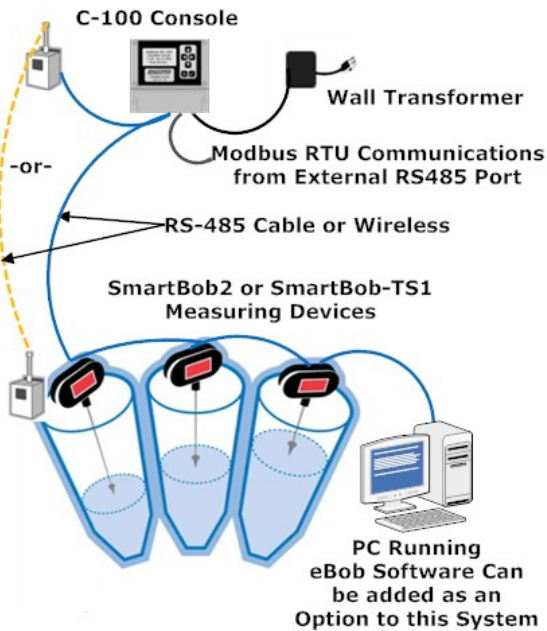 C-100 Console
Wall Transformer
Modbus RTU Communications
from External RS485 Port
-or-
RS-485 Cable or Wireless
SmartBob2 or SmartBob-TS1
Measuring Devices
PC Running
eBob Software Can
be added as an
Option to this System